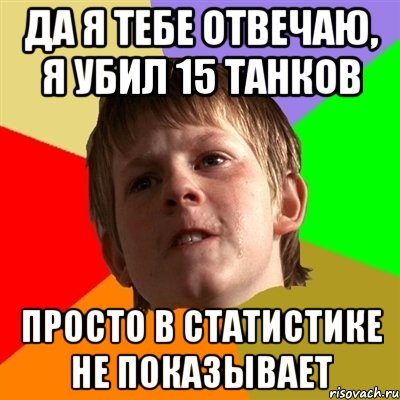 ДА Я ТЕБЕ ОТВЕЧАЮ,
Я УБИЛ 15 ТАНКОВ
ПРОСТО В СТАТИСТИКЕ
НЕ ПОКАЗЫВАЕТ
risovach.ru